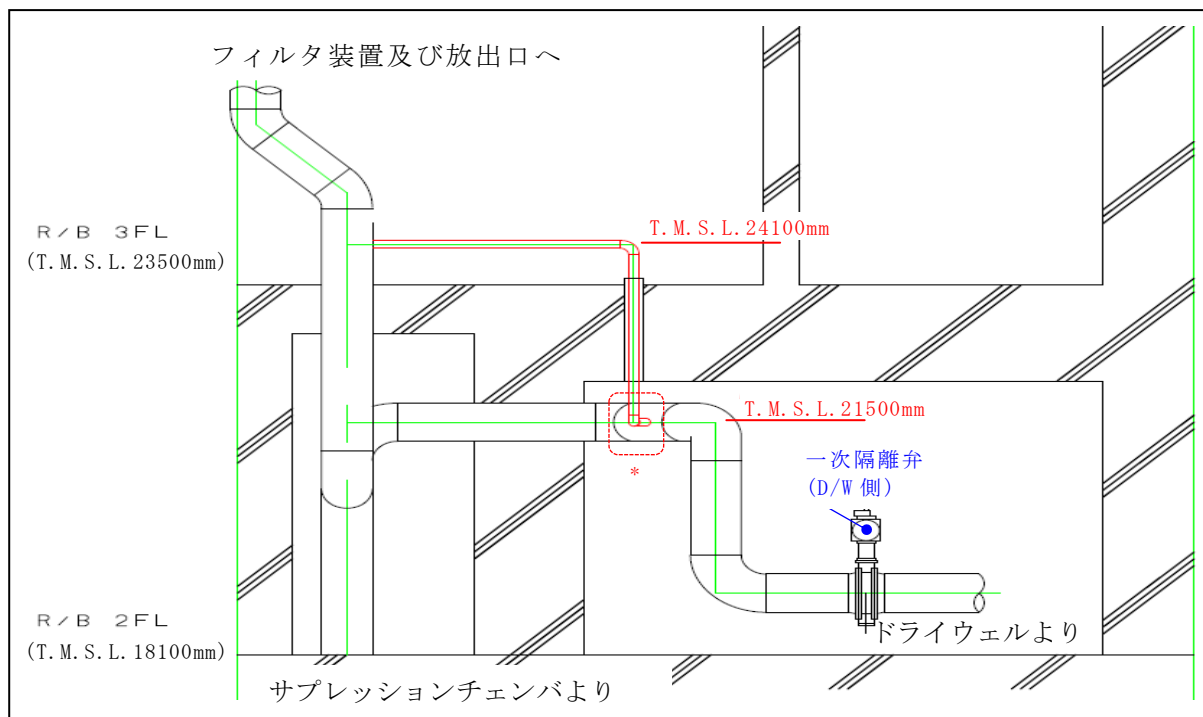 フィルタ装置及び放出口へ
R/B 3FL
(T.M.S.L.23500mm)
T.M.S.L.24100mm
T.M.S.L.21500mm
*
一次隔離弁
(D/W 側)
R/B 2FL
(T.M.S.L.18100mm)
ドライウェルより
サプレッションチェンバより